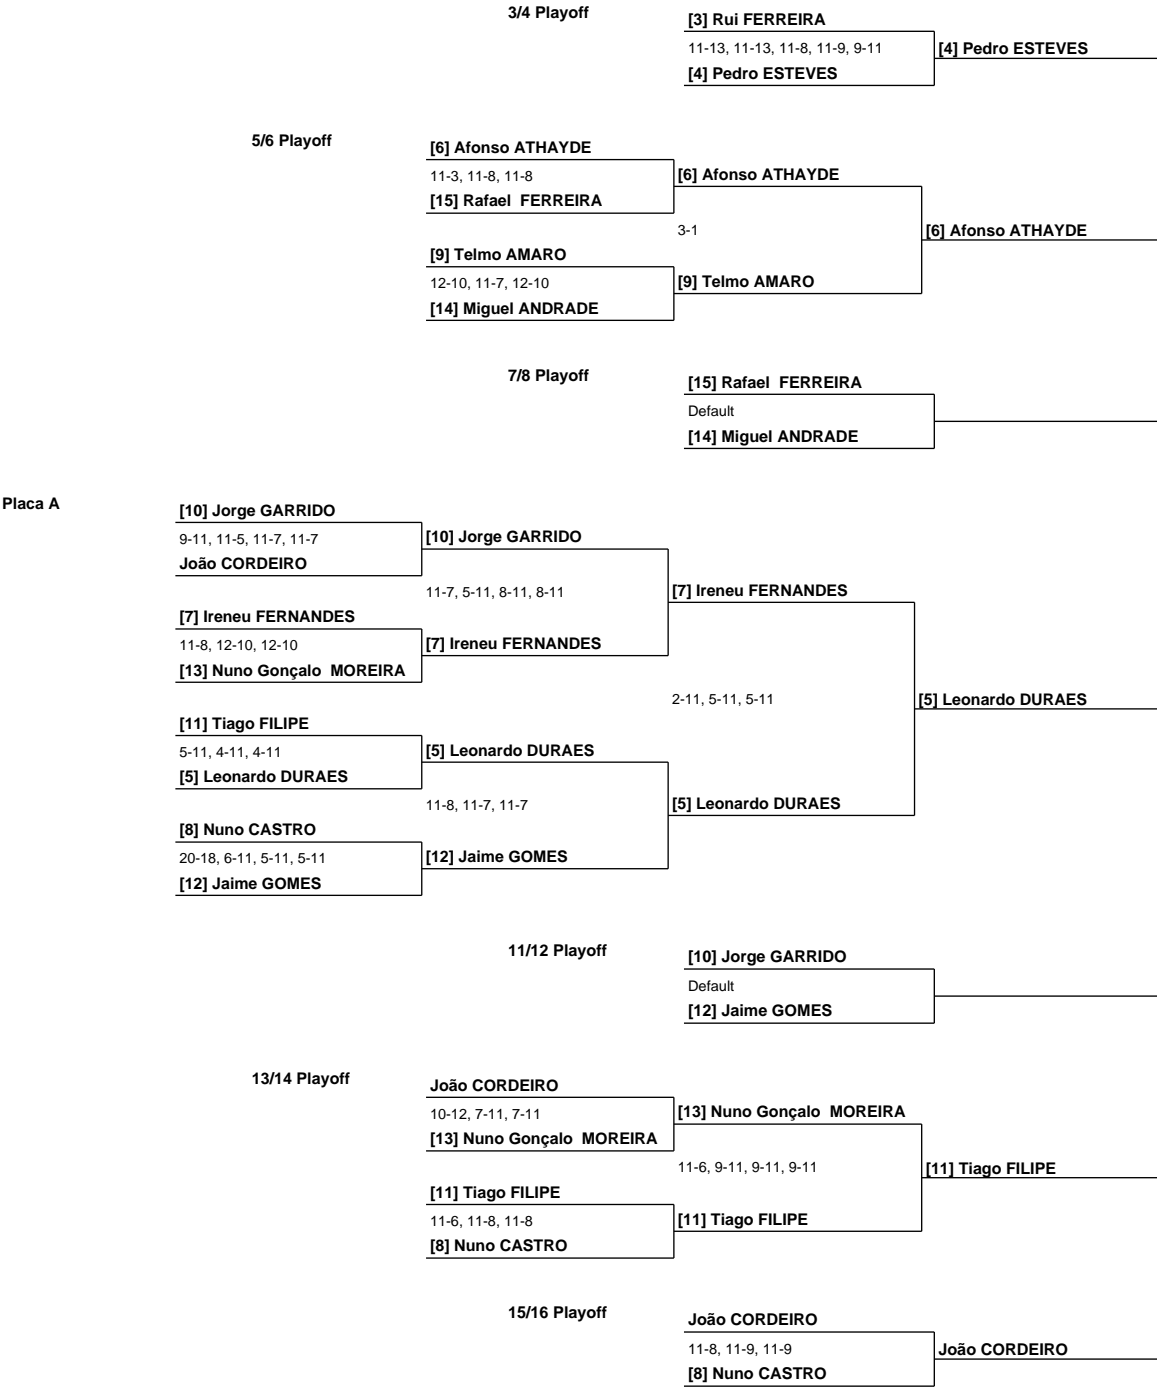 3/4 Playoff
[3] Rui FERREIRA
11-13, 11-13, 11-8, 11-9, 9-11
[4] Pedro ESTEVES
[4] Pedro ESTEVES
5/6 Playoff
[6] Afonso ATHAYDE
11-3, 11-8, 11-8
[6] Afonso ATHAYDE
[15] Rafael FERREIRA
3-1
[6] Afonso ATHAYDE
[9] Telmo AMARO
12-10, 11-7, 12-10
[9] Telmo AMARO
[14] Miguel ANDRADE
7/8 Playoff
[15] Rafael FERREIRA
Default
[14] Miguel ANDRADE
Placa A
[10] Jorge GARRIDO
9-11, 11-5, 11-7, 11-7
[10] Jorge GARRIDO
João CORDEIRO
11-7, 5-11, 8-11, 8-11
[7] Ireneu FERNANDES
[7] Ireneu FERNANDES
11-8, 12-10, 12-10
[7] Ireneu FERNANDES
[13] Nuno Gonçalo MOREIRA
2-11, 5-11, 5-11
[5] Leonardo DURAES
[11] Tiago FILIPE
5-11, 4-11, 4-11
[5] Leonardo DURAES
[5] Leonardo DURAES
11-8, 11-7, 11-7
[5] Leonardo DURAES
[8] Nuno CASTRO
20-18, 6-11, 5-11, 5-11
[12] Jaime GOMES
[12] Jaime GOMES
11/12 Playoff
[10] Jorge GARRIDO
Default
[12] Jaime GOMES
13/14 Playoff
João CORDEIRO
10-12, 7-11, 7-11
[13] Nuno Gonçalo MOREIRA
[13] Nuno Gonçalo MOREIRA
11-6, 9-11, 9-11, 9-11
[11] Tiago FILIPE
[11] Tiago FILIPE
11-6, 11-8, 11-8
[11] Tiago FILIPE
[8] Nuno CASTRO
15/16 Playoff
João CORDEIRO
11-8, 11-9, 11-9
João CORDEIRO
[8] Nuno CASTRO